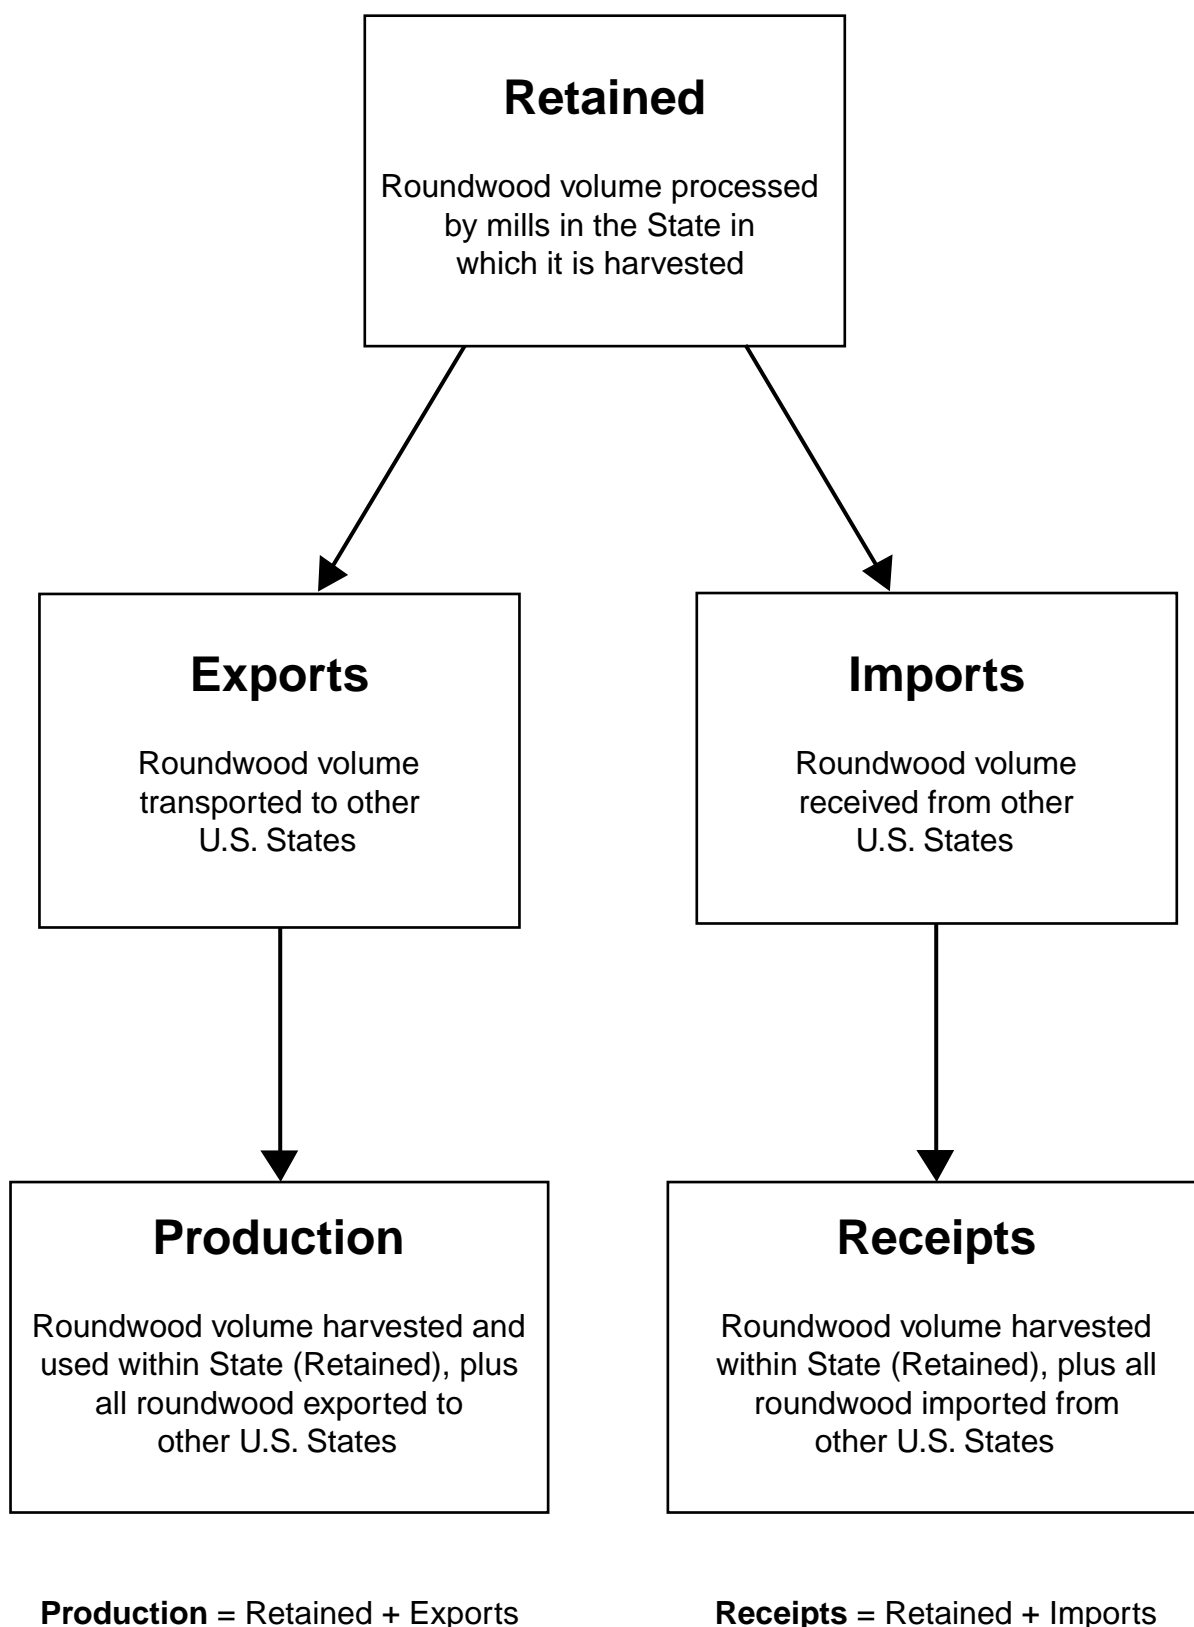 Retained
Roundwood volume processed
by mills in the State in
which it is harvested
Exports
Roundwood volume
transported to other
U.S. States
Imports
Roundwood volume
received from other
U.S. States
Production
Roundwood volume harvested and
used within State (Retained), plus
all roundwood exported to
other U.S. States
Receipts
Roundwood volume harvested
within State (Retained), plus all
roundwood imported from
other U.S. States
Production = Retained + Exports
Receipts = Retained + Imports